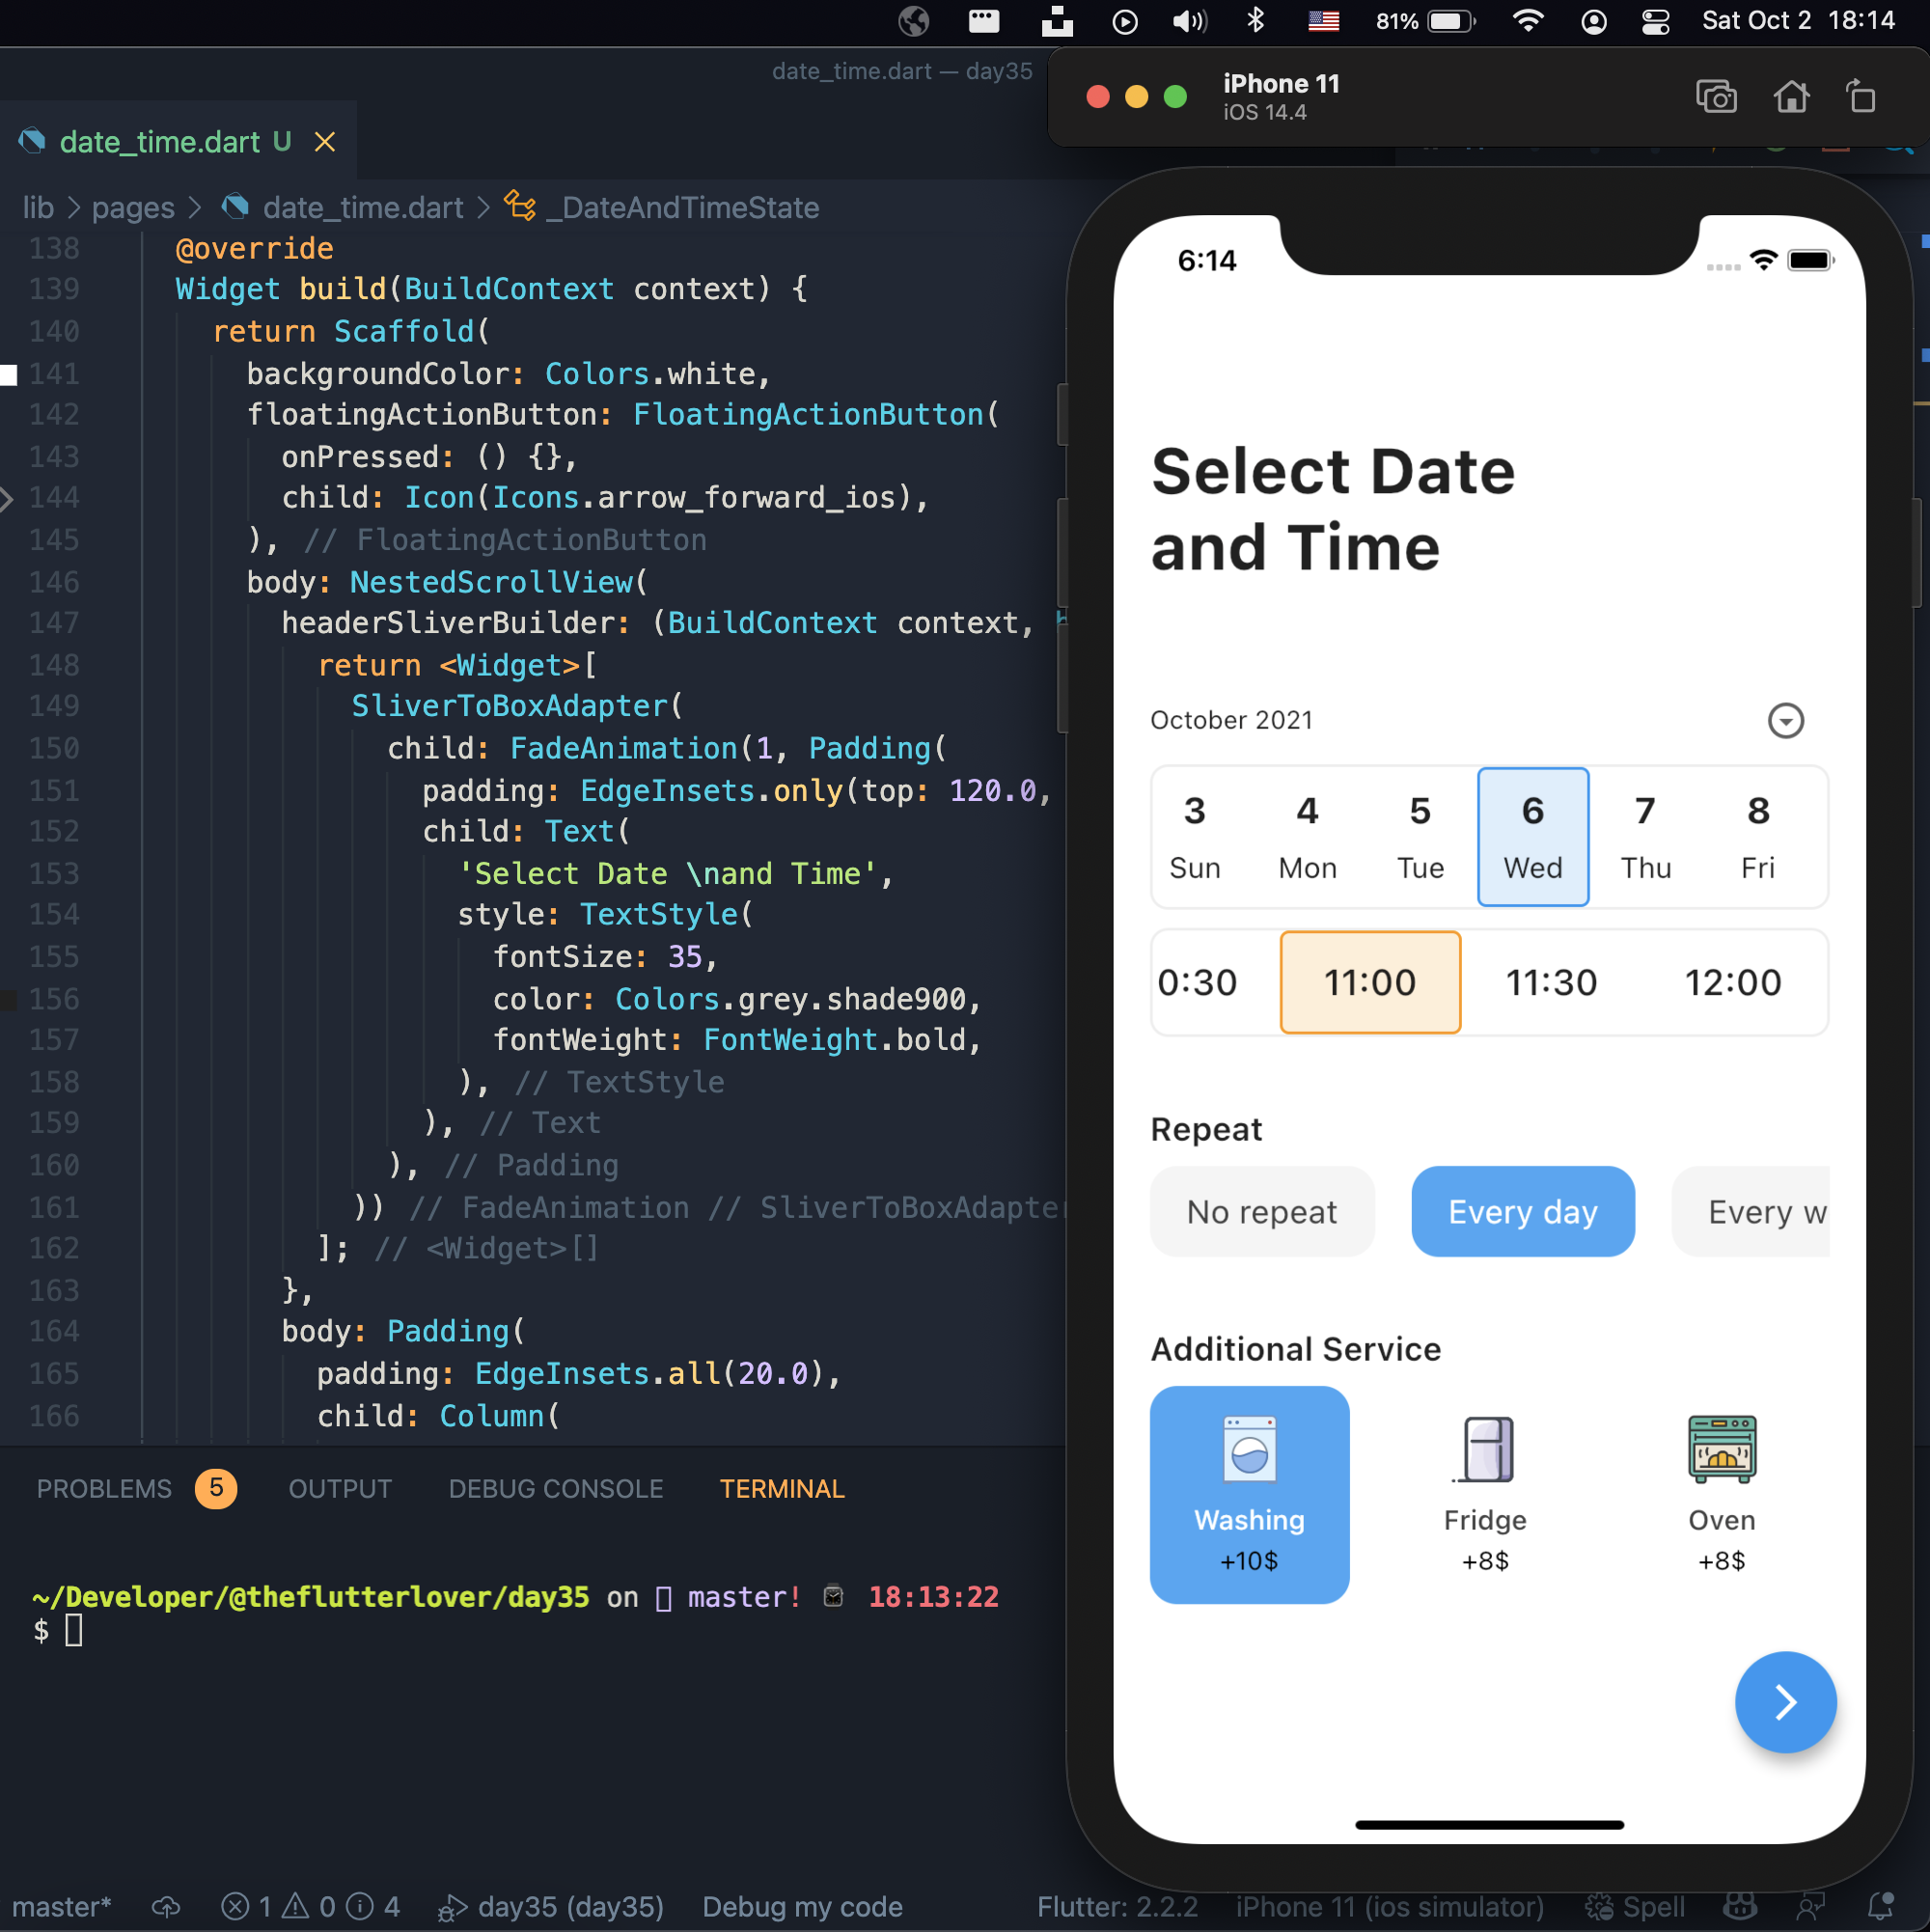 81%
Sat Oct 2 18:14
date_time.dart — day35
iPhone 11
iOS 14.4
date_time.dart U
lib > pages > date_time.dart > _DateAndTimeState
138 @override
139 Widget build(BuildContext context) {
140 return Scaffold(
141 backgroundColor: Colors.white,
142 floatingActionButton: FloatingActionButton(
143 onPressed: () {},
144 child: Icon(Icons.arrow_forward_ios),
145 ), // FloatingActionButton
146 body: NestedScrollView(
147 headerSliverBuilder: (BuildContext context,
148 return <Widget>[
149 SliverToBoxAdapter(
150 child: FadeAnimation(1, Padding(
151 padding: EdgeInsets.only(top: 120.0,
152 child: Text(
153 'Select Date \nand Time',
154 style: TextStyle(
155 fontSize: 35,
156 color: Colors.grey.shade900,
157 fontWeight: FontWeight.bold,
158 ), // TextStyle
159 ), // Text
160 ), // Padding
161 )) // FadeAnimation // SliverToBoxAdapter
162 ]; // <Widget>[]
163 },
164 body: Padding(
165 padding: EdgeInsets.all(20.0),
166 child: Column(
PROBLEMS 5 OUTPUT DEBUG CONSOLE TERMINAL
~/Developer/@theflutterlover/day35 on master! 18:13:22
$
master* 1 0 4 day35 (day35) Debug my code Flutter: 2.2.2 iPhone 11 (ios simulator) Spell
6:14
Select Date
and Time
October 2021
3 4 5 6 7 8
Sun Mon Tue Wed Thu Fri
0:30 11:00 11:30 12:00
Repeat
No repeat Every day Every w
Additional Service
Washing Fridge Oven
+10$ +8$ +8$